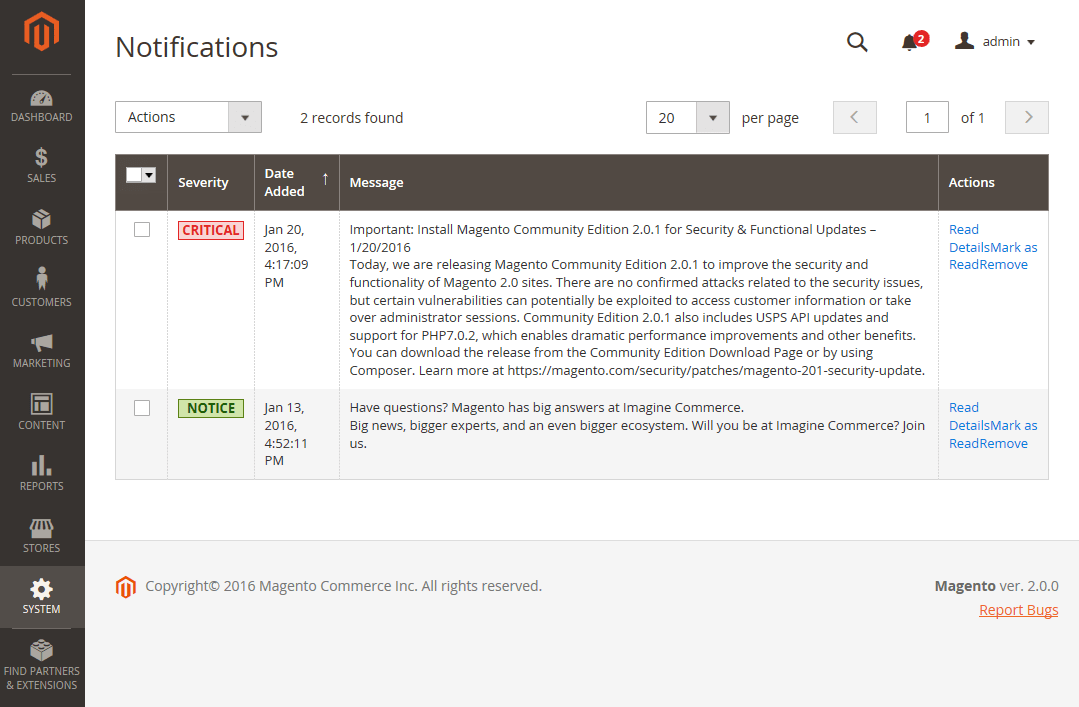 Notifications
2
admin
DASHBOARD
SALES
PRODUCTS
CUSTOMERS
MARKETING
CONTENT
REPORTS
STORES
SYSTEM
FIND PARTNERS
& EXTENSIONS
Actions
2 records found
20
per page
1
of 1
Severity
Date
Added
↑
Message
Actions
CRITICAL
Jan 20,
2016,
4:17:09
PM
Important: Install Magento Community Edition 2.0.1 for Security & Functional Updates –
1/20/2016
Today, we are releasing Magento Community Edition 2.0.1 to improve the security and
functionality of Magento 2.0 sites. There are no confirmed attacks related to the security issues,
but certain vulnerabilities can potentially be exploited to access customer information or take
over administrator sessions. Community Edition 2.0.1 also includes USPS API updates and
support for PHP7.0.2, which enables dramatic performance improvements and other benefits.
You can download the release from the Community Edition Download Page or by using
Composer. Learn more at https://magento.com/security/patches/magento-201-security-update.
Read
DetailsMark as
ReadRemove
NOTICE
Jan 13,
2016,
4:52:11
PM
Have questions? Magento has big answers at Imagine Commerce.
Big news, bigger experts, and an even bigger ecosystem. Will you be at Imagine Commerce? Join
us.
Read
DetailsMark as
ReadRemove
Copyright© 2016 Magento Commerce Inc. All rights reserved.
Magento ver. 2.0.0
Report Bugs